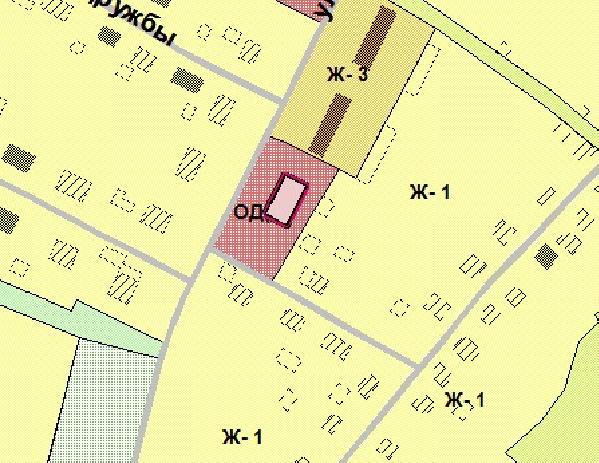 ружбы
Ж- 3
Ж- 1
ОД
Ж- 1
Ж- 1